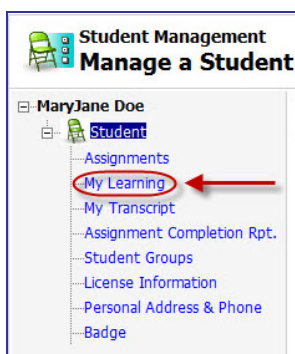 Student Management
Manage a Student
MaryJane Doe
Student
Assignments
My Learning
My Transcript
Assignment Completion Rpt.
Student Groups
License Information
Personal Address & Phone
Badge